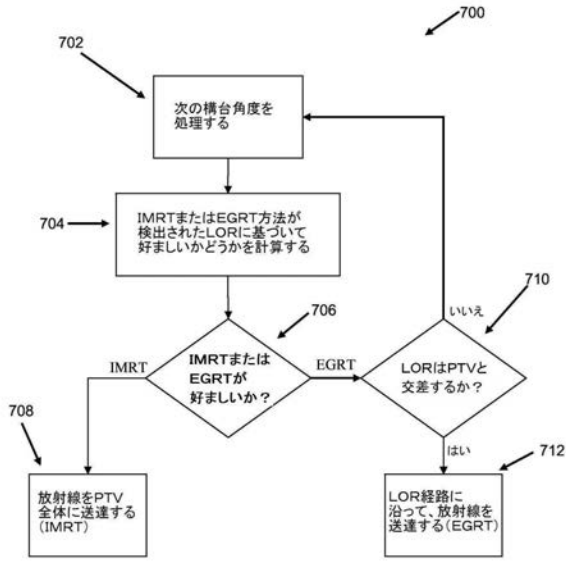 700
702
次の構台角度を
処理する
704
IMRTまたはEGRT方法が
検出されたLORに基づいて
好ましいかどうかを計算する
706
IMRTまたは
EGRTが
好ましいか?
IMRT
EGRT
710
いいえ
LORはPTVと
交差するか?
はい
708
放射線をPTV
全体に送達する
(IMRT)
712
LOR経路に
沿って、放射線を
送達する(EGRT)